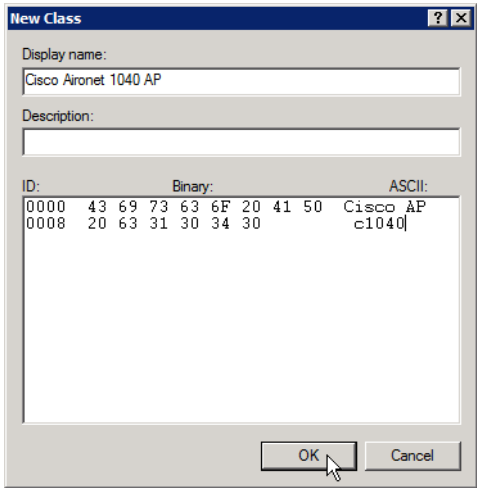 New Class
Display name:
Cisco Aironet 1040 AP
Description:
ID: Binary: ASCII:
0000 43 69 73 63 6F 20 41 50 Cisco AP
0008 20 63 31 30 34 30 c1040
OK Cancel